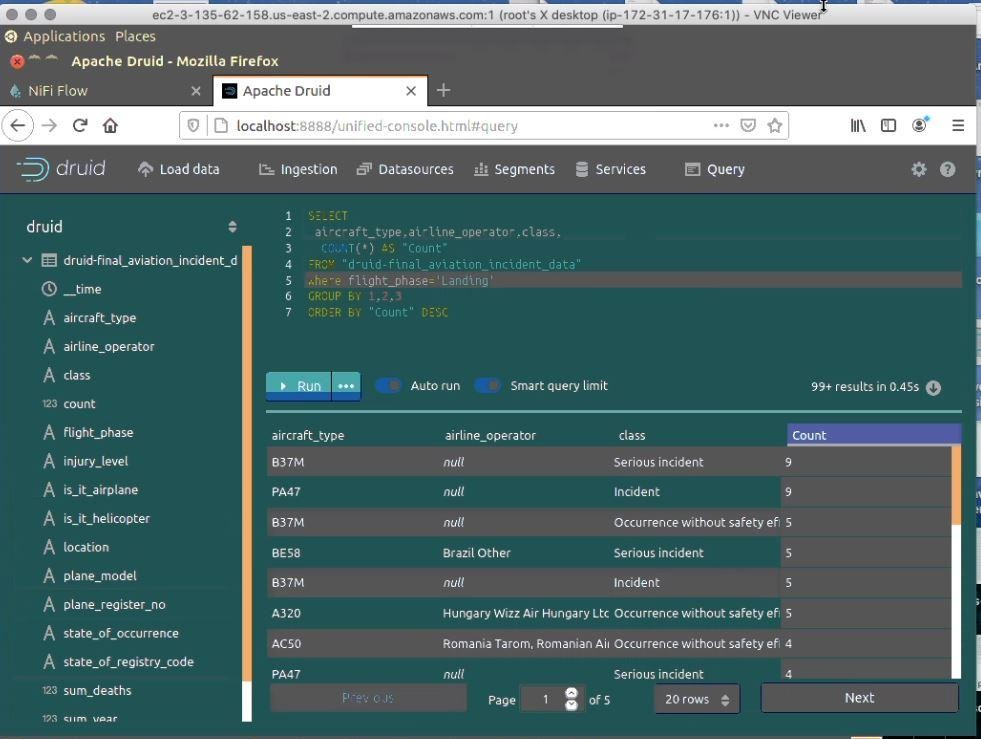 ec2-3-135-62-158.us-east-2.compute.amazonaws.com:1 (root's X desktop (ip-172-31-17-176:1)) - VNC Viewer
Applications Places
Apache Druid - Mozilla Firefox
NiFi Flow
Apache Druid
localhost:8888/unified-console.html#query
druid Load data Ingestion Datasources Segments Services Query
druid
druid-final_aviation_incident_d
__time
aircraft_type
airline_operator
class
123 count
flight_phase
injury_level
is_it_airplane
is_it_helicopter
location
plane_model
plane_register_no
state_of_occurrence
state_of_registry_code
123 sum_deaths
123 sum_year
1 SELECT
2 aircraft_type,airline_operator,class,
3 COUNT(*) AS "Count"
4 FROM "druid-final_aviation_incident_data"
5 where flight_phase='Landing'
6 GROUP BY 1,2,3
7 ORDER BY "Count" DESC
Run ••• Auto run Smart query limit 99+ results in 0.45s
aircraft_type airline_operator class Count
B37M null Serious incident 9
PA47 null Incident 9
B37M null Occurrence without safety eff 5
BE58 Brazil Other Serious incident 5
B37M null Incident 5
A320 Hungary Wizz Air Hungary Ltd Occurrence without safety eff 5
AC50 Romania Tarom, Romanian Air Occurrence without safety eff 4
PA47 null Serious incident 4
Previous Page 1 of 5 20 rows Next